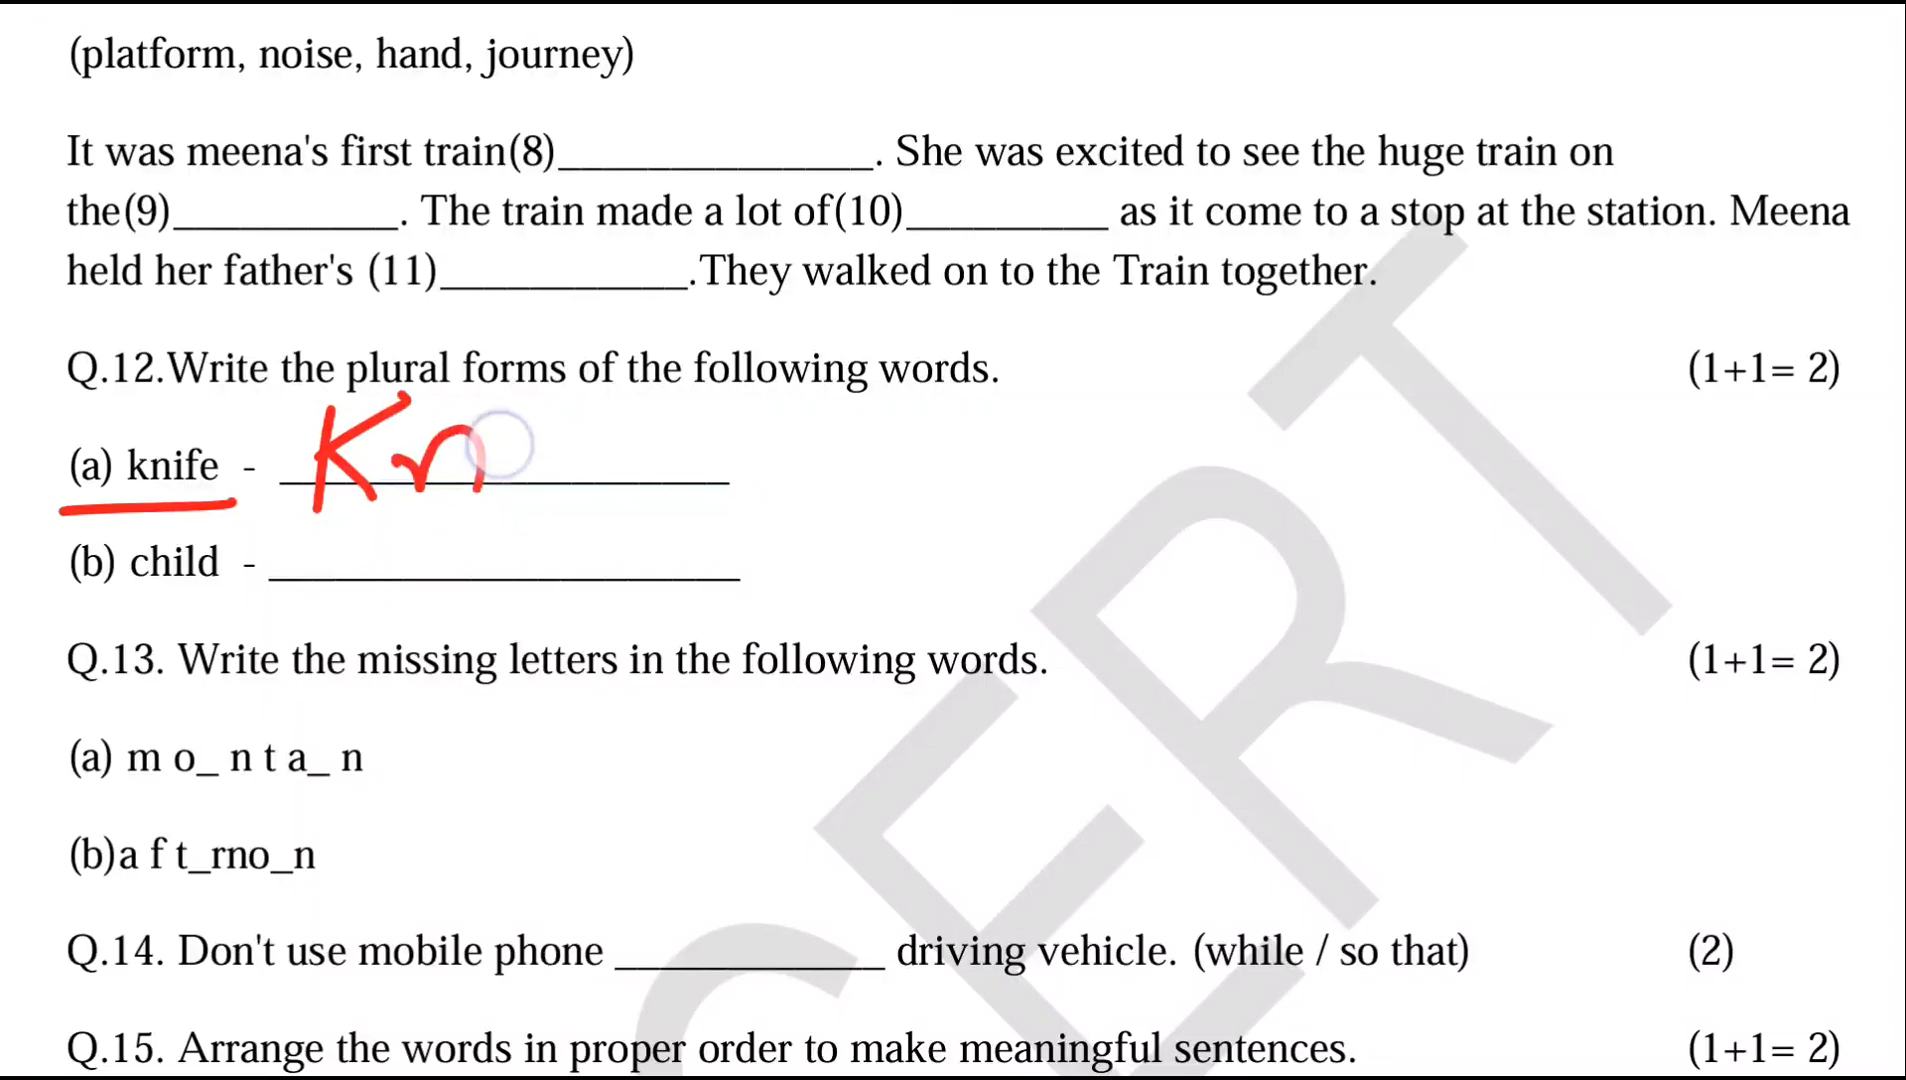 (platform, noise, hand, journey)
It was meena's first train(8)______________. She was excited to see the huge train on
the(9)__________. The train made a lot of(10)_________ as it come to a stop at the station. Meena
held her father's (11)___________.They walked on to the Train together.
Q.12.Write the plural forms of the following words. (1+1= 2)
(a) knife - Kn____________________
(b) child - _____________________
Q.13. Write the missing letters in the following words. (1+1= 2)
(a) m o_ n t a_ n
(b)a f t_rno_n
Q.14. Don't use mobile phone ____________ driving vehicle. (while / so that) (2)
Q.15. Arrange the words in proper order to make meaningful sentences. (1+1= 2)
CERT